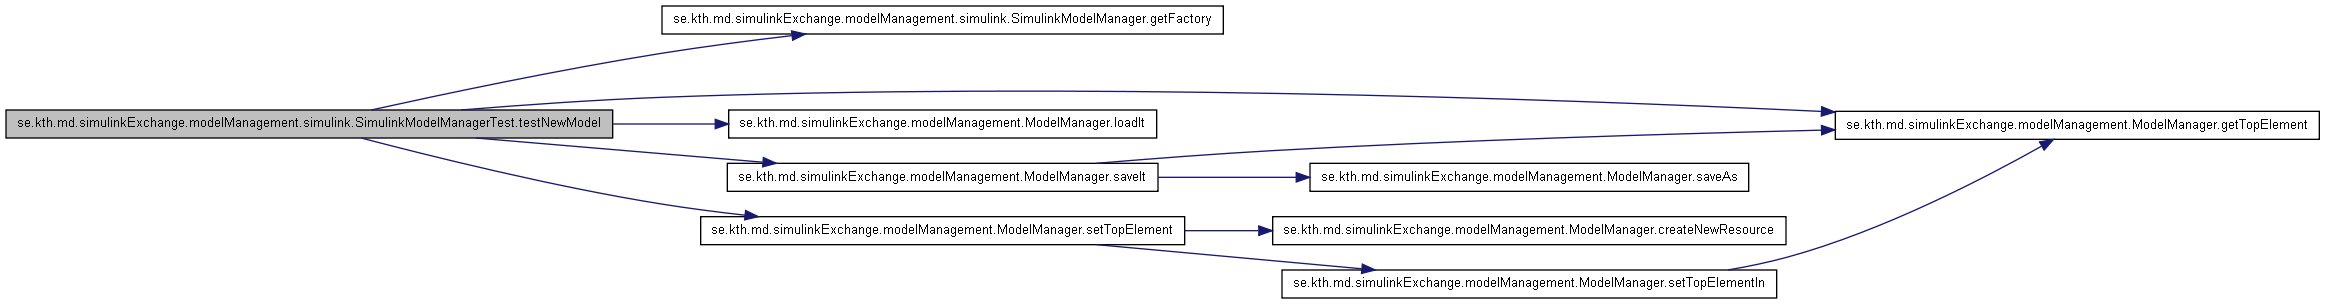 se.kth.md.simulinkExchange.modelManagement.simulink.SimulinkModelManager.getFactory
se.kth.md.simulinkExchange.modelManagement.simulink.SimulinkModelManagerTest.testNewModel
se.kth.md.simulinkExchange.modelManagement.ModelManager.loadIt
se.kth.md.simulinkExchange.modelManagement.ModelManager.getTopElement
se.kth.md.simulinkExchange.modelManagement.ModelManager.saveIt
se.kth.md.simulinkExchange.modelManagement.ModelManager.saveAs
se.kth.md.simulinkExchange.modelManagement.ModelManager.setTopElement
se.kth.md.simulinkExchange.modelManagement.ModelManager.createNewResource
se.kth.md.simulinkExchange.modelManagement.ModelManager.setTopElementIn